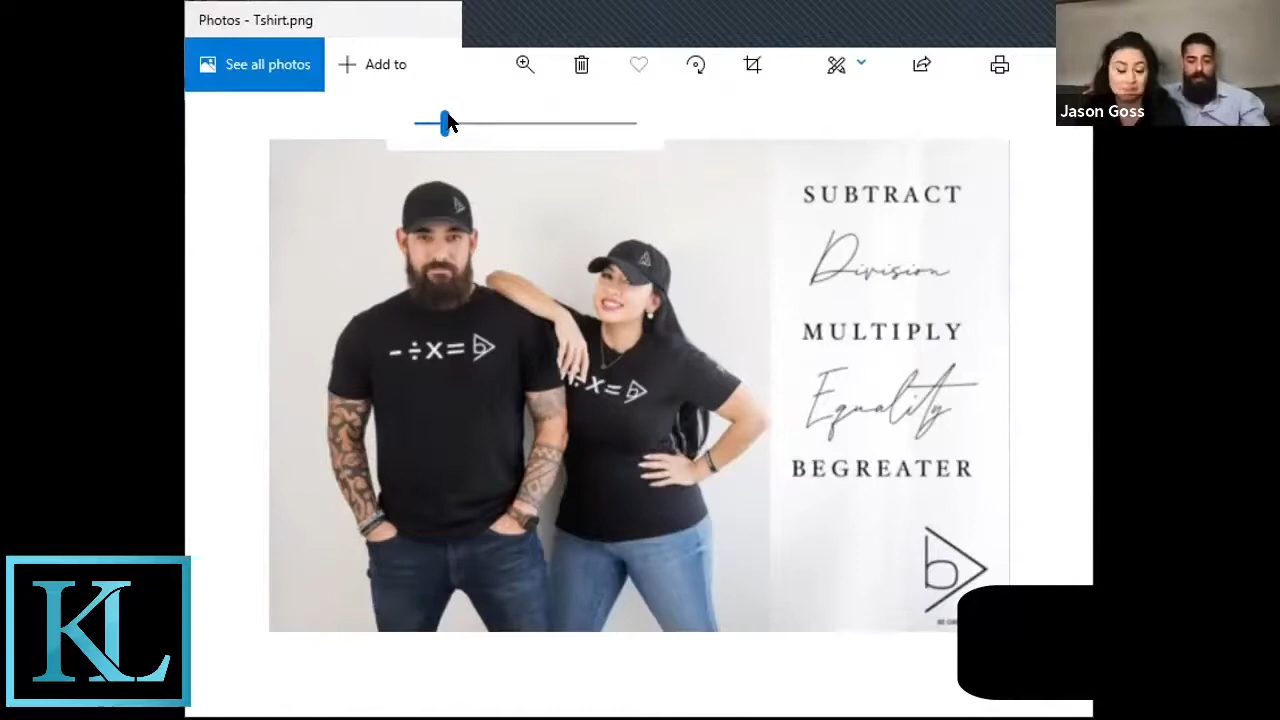 Photos - Tshirt.png
See all photos
Add to
Jason Goss
SUBTRACT
Division
MULTIPLY
Equality
BEGREATER
- ÷ x = b
÷ x = b
b
KL